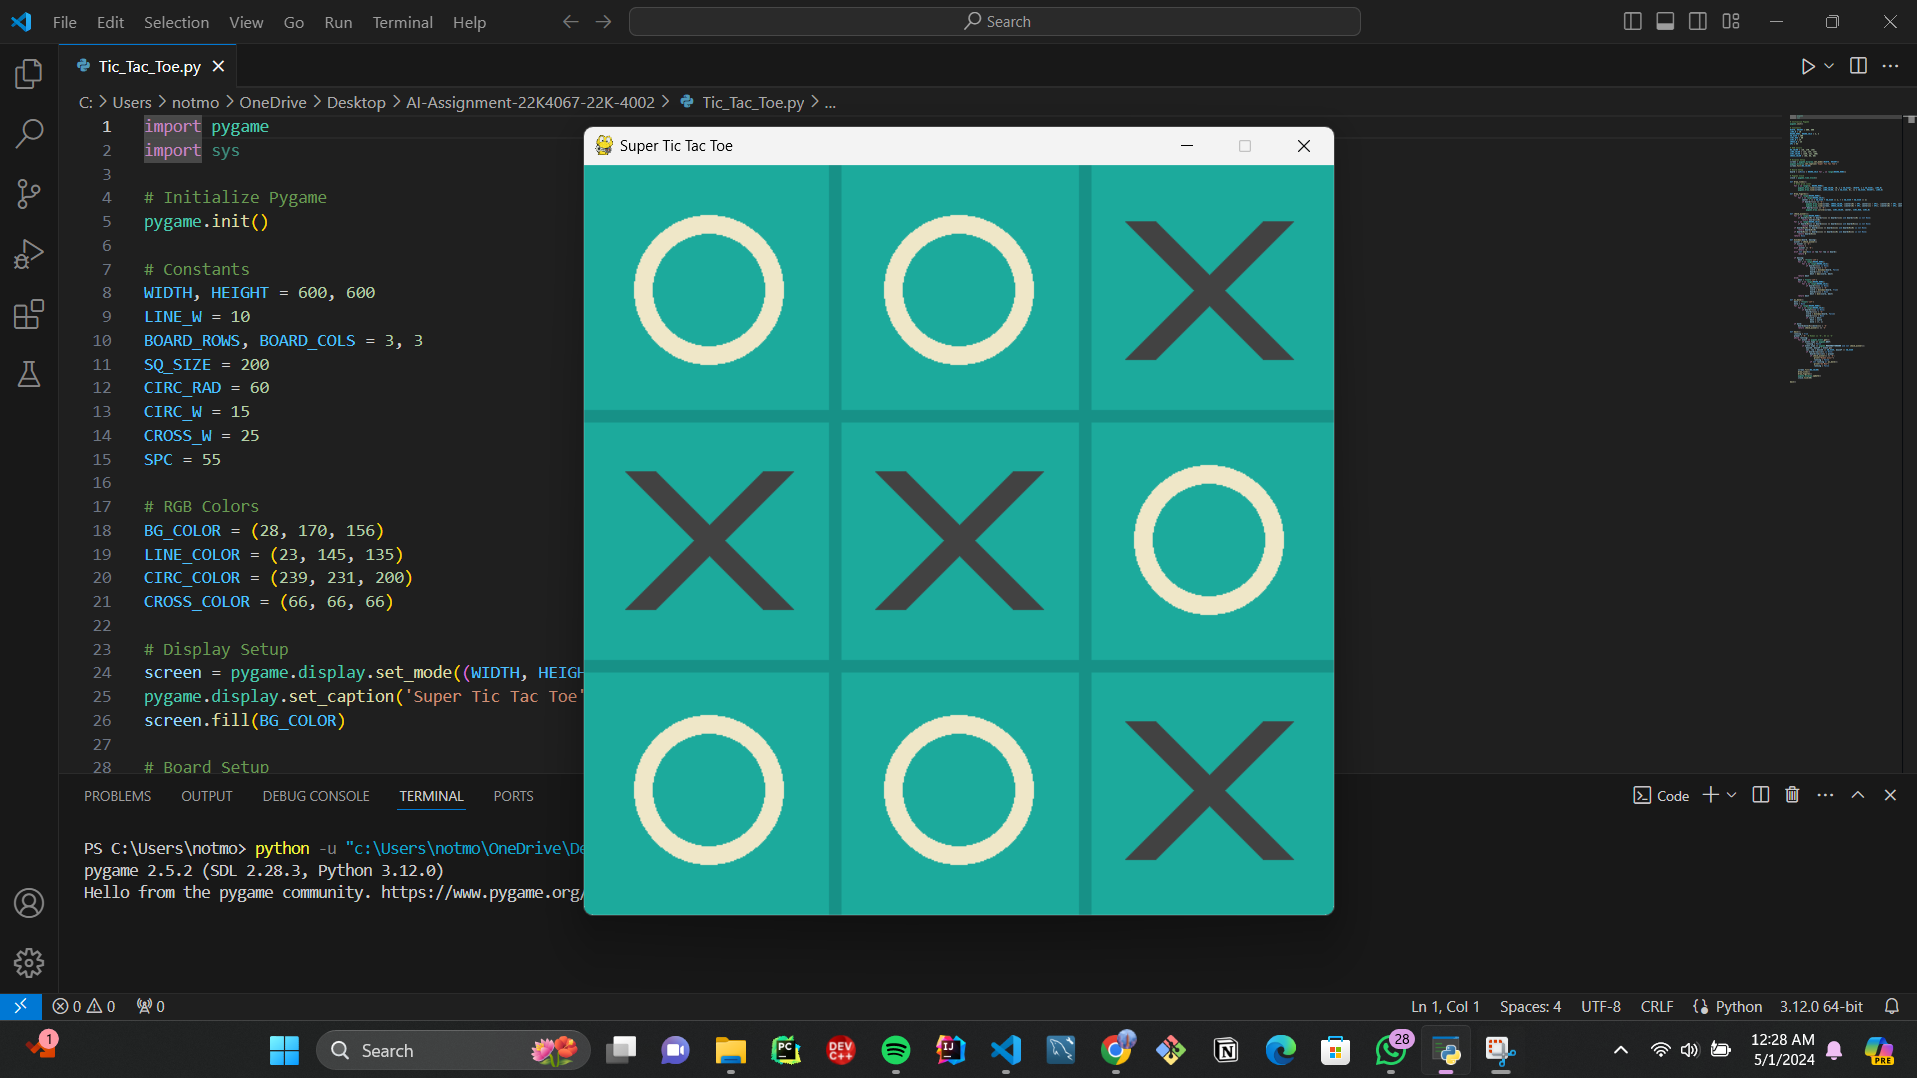 File Edit Selection View Go Run Terminal Help
Search
Tic_Tac_Toe.py
C: > Users > notmo > OneDrive > Desktop > AI-Assignment-22K4067-22K-4002 > Tic_Tac_Toe.py > ...
1 import pygame
2 import sys
3
4 # Initialize Pygame
5 pygame.init()
6
7 # Constants
8 WIDTH, HEIGHT = 600, 600
9 LINE_W = 10
10 BOARD_ROWS, BOARD_COLS = 3, 3
11 SQ_SIZE = 200
12 CIRC_RAD = 60
13 CIRC_W = 15
14 CROSS_W = 25
15 SPC = 55
16
17 # RGB Colors
18 BG_COLOR = (28, 170, 156)
19 LINE_COLOR = (23, 145, 135)
20 CIRC_COLOR = (239, 231, 200)
21 CROSS_COLOR = (66, 66, 66)
22
23 # Display Setup
24 screen = pygame.display.set_mode((WIDTH, HEIGH
25 pygame.display.set_caption('Super Tic Tac Toe'
26 screen.fill(BG_COLOR)
27
28 # Board Setup
Super Tic Tac Toe
PROBLEMS OUTPUT DEBUG CONSOLE TERMINAL PORTS
Code
PS C:\Users\notmo> python -u "c:\Users\notmo\OneDrive\De
pygame 2.5.2 (SDL 2.28.3, Python 3.12.0)
Hello from the pygame community. https://www.pygame.org/
0 0 0
Ln 1, Col 1 Spaces: 4 UTF-8 CRLF Python 3.12.0 64-bit
1
Search
PC
DEV C++
IJ
28
12:28 AM
5/1/2024
PRE